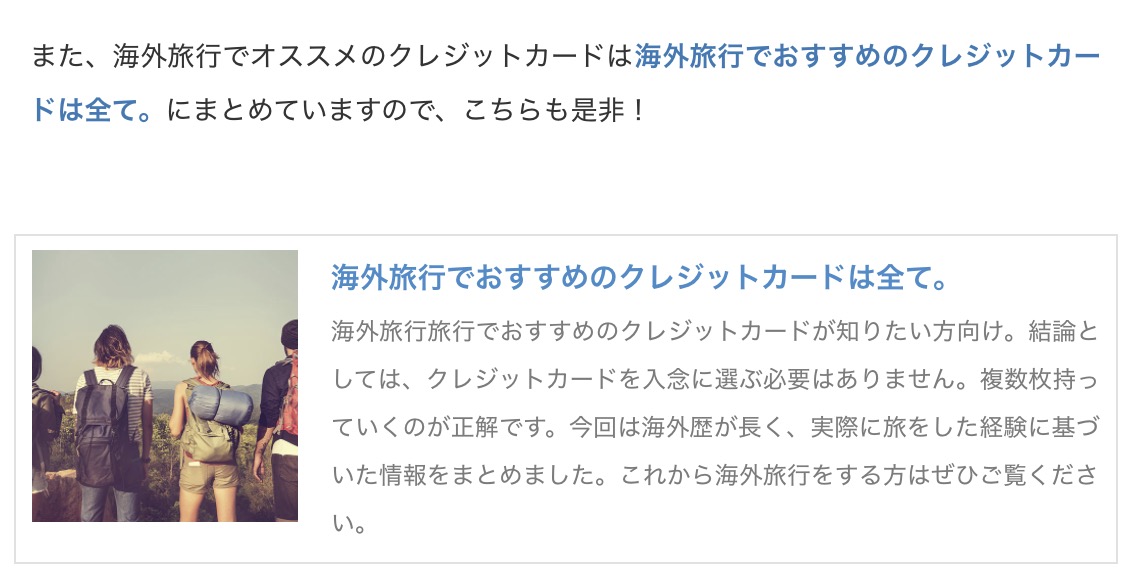 また、海外旅行でオススメのクレジットカードは海外旅行でおすすめのクレジットカー
ドは全て。にまとめていますので、こちらも是非！
海外旅行でおすすめのクレジットカードは全て。
海外旅行旅行でおすすめのクレジットカードが知りたい方向け。結論と
しては、クレジットカードを入念に選ぶ必要はありません。複数枚持っ
ていくのが正解です。今回は海外歴が長く、実際に旅をした経験に基づ
いた情報をまとめました。これから海外旅行をする方はぜひご覧くださ
い。